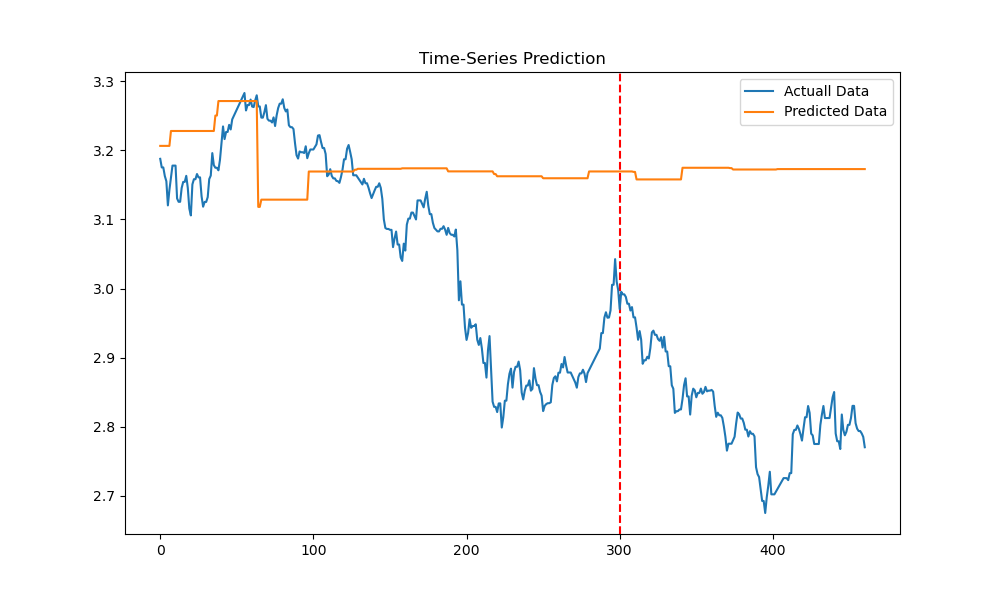 Time-Series Prediction
Actuall Data
Predicted Data
3.3
3.2
3.1
3.0
2.9
2.8
2.7
0 100 200 300 400